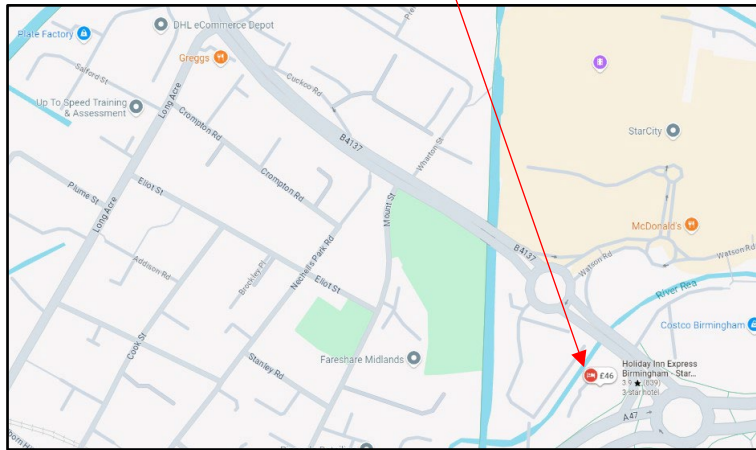 DHL eCommerce Depot
Plate Factory
Greggs
Salford St
Cuckoo Rd
Long Acre
Up To Speed Training
& Assessment
Crompton Rd
StarCity
B4137
Wharton St
Crompton Rd
Eliot St
Plume St
Mount St
Long Acre
McDonald's
Nechells Park Rd
B4137
Watson Rd
Watson Rd
Addison Rd
Brockley Pl
Eliot St
River Rea
Costco Birmingham
Cook St
Fareshare Midlands
Stanley Rd
Holiday Inn Express
Birmingham - Star...
£46
3.9 ★ (839)
3-star hotel
A47